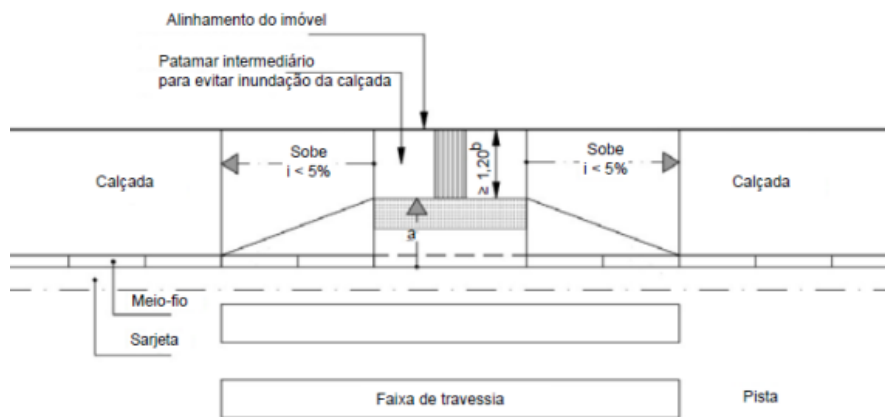 Alinhamento do imóvel
Patamar intermediário
para evitar inundação da calçada
Sobe
i < 5%
≥ 1,20b
Sobe
i < 5%
Calçada
Calçada
a
Meio-fio
Sarjeta
Faixa de travessia
Pista